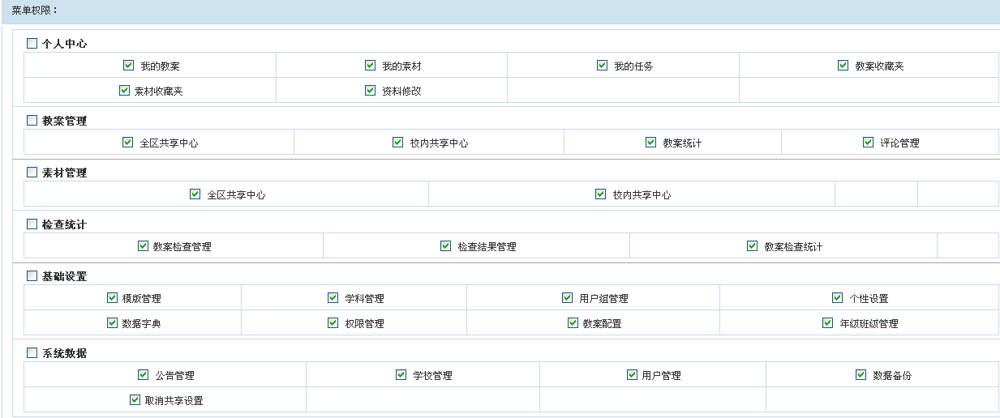 菜单权限：
个人中心
我的教案 我的素材 我的任务 教案收藏夹
素材收藏夹 资料修改
教案管理
全区共享中心 校内共享中心 教案统计 评论管理
素材管理
全区共享中心 校内共享中心
检查统计
教案检查管理 检查结果管理 教案检查统计
基础设置
模版管理 学科管理 用户组管理 个性设置
数据字典 权限管理 教案配置 年级班级管理
系统数据
公告管理 学校管理 用户管理 数据备份
取消共享设置